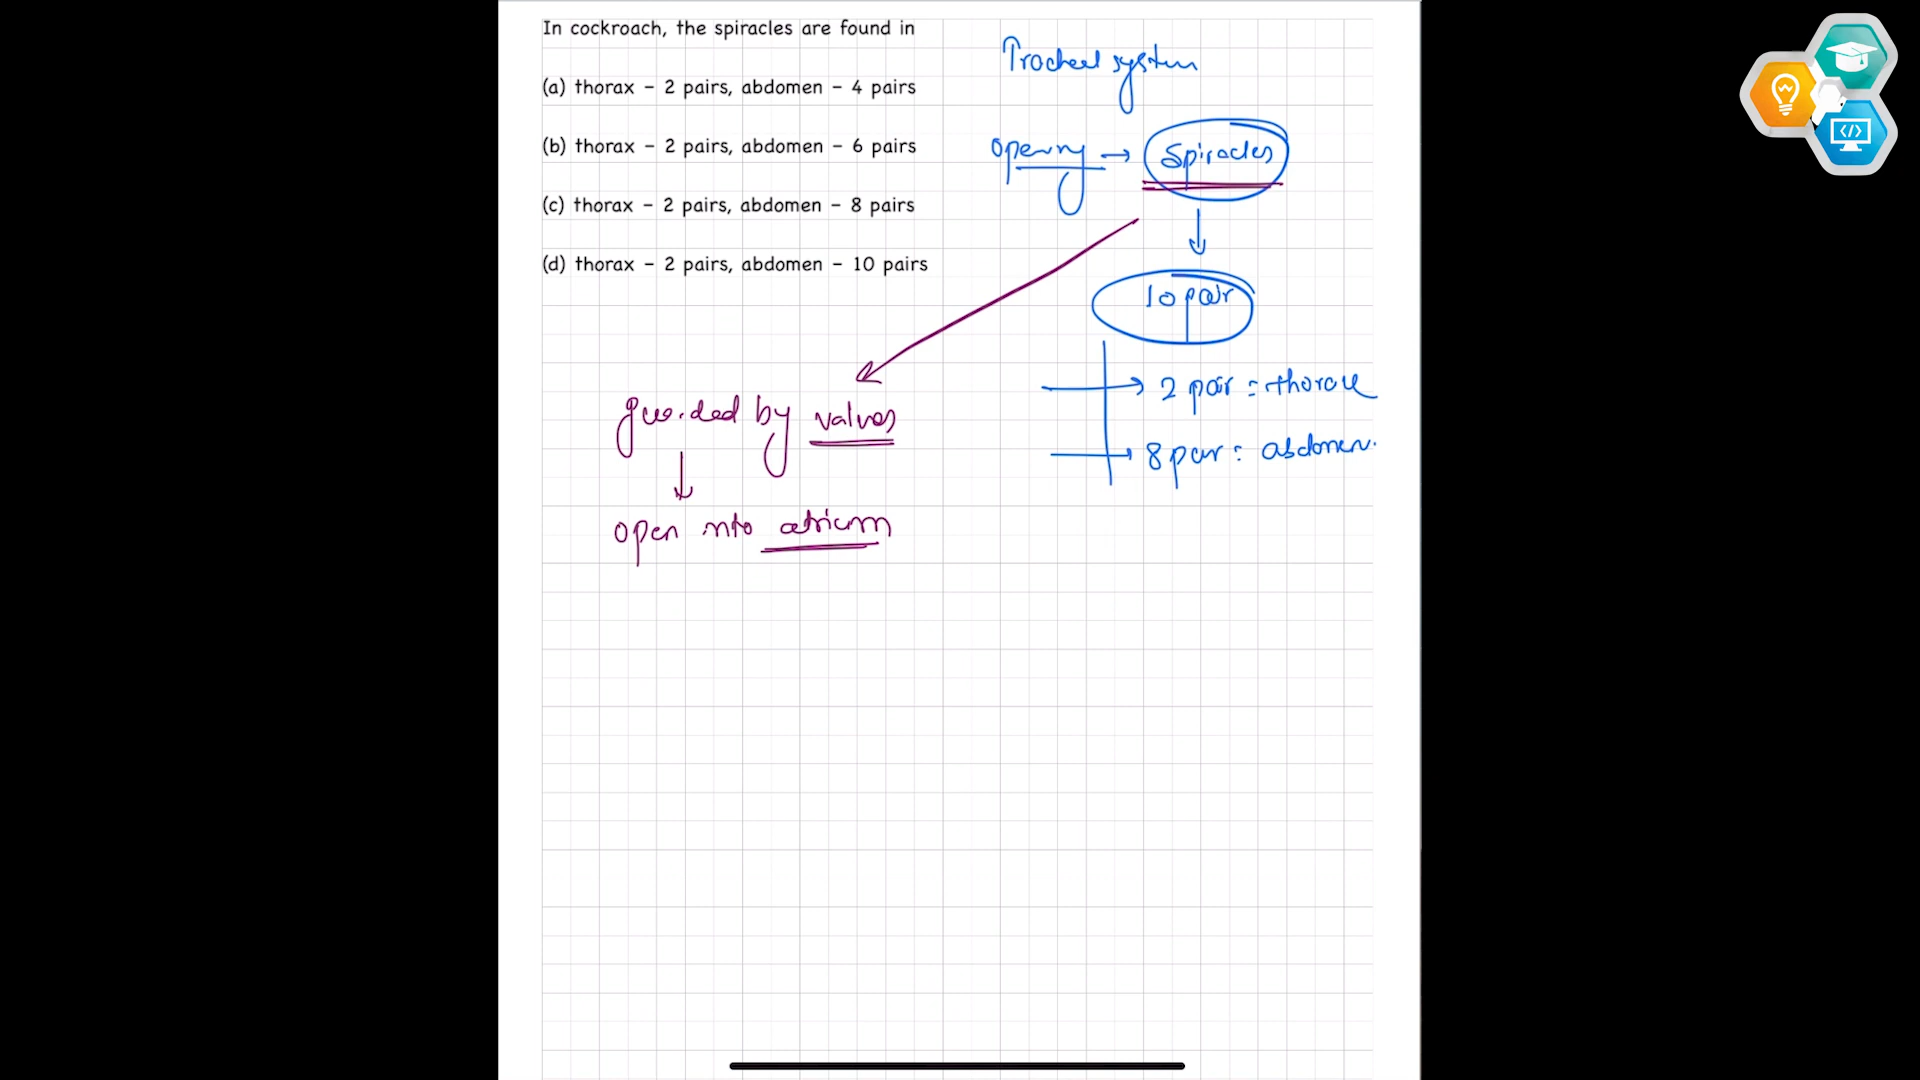 In cockroach, the spiracles are found in
(a) thorax - 2 pairs, abdomen - 4 pairs
(b) thorax - 2 pairs, abdomen - 6 pairs
(c) thorax - 2 pairs, abdomen - 8 pairs
(d) thorax - 2 pairs, abdomen - 10 pairs
Tracheal system
opening → Spiracles
10 pair
2 pair = thorax
8 pair = abdomen.
guarded by valves
open into atrium